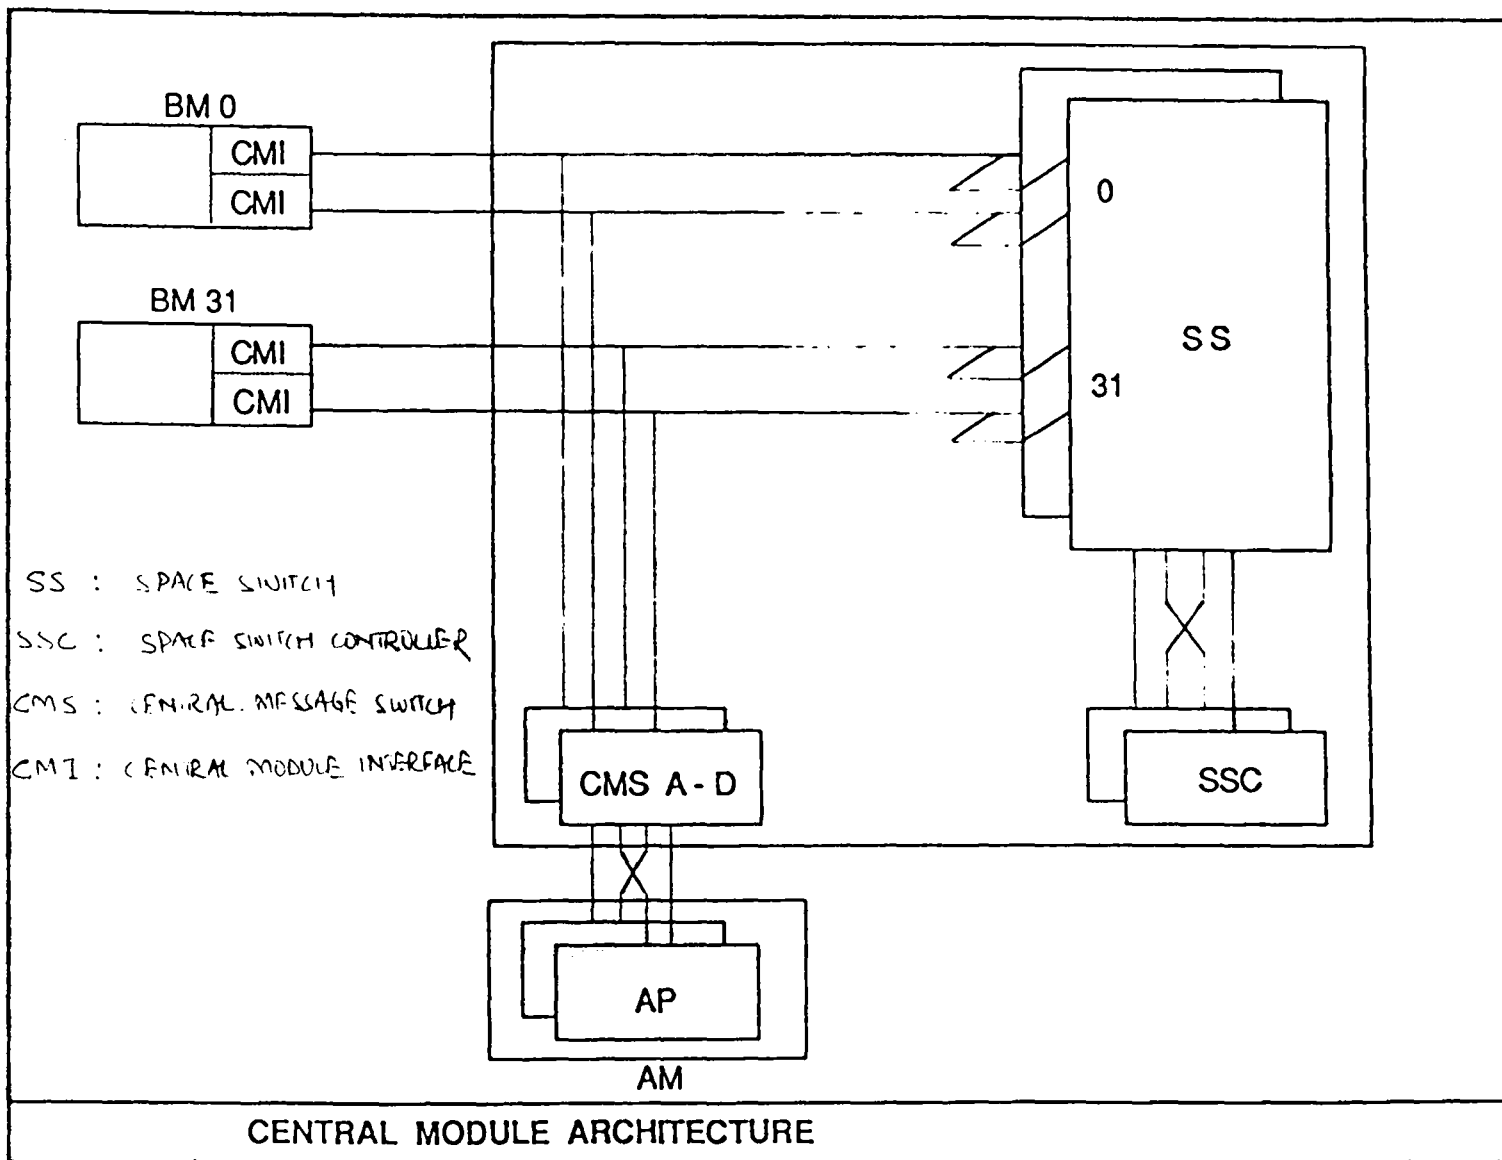 BM 0
CMI
CMI
0
BM 31
CMI
CMI
SS
31
SS : SPACE SWITCH
SSC : SPACE SWITCH CONTROLLER
CMS : CENTRAL MESSAGE SWITCH
CMI : CENTRAL MODULE INTERFACE
CMS A - D
SSC
AP
AM
CENTRAL MODULE ARCHITECTURE